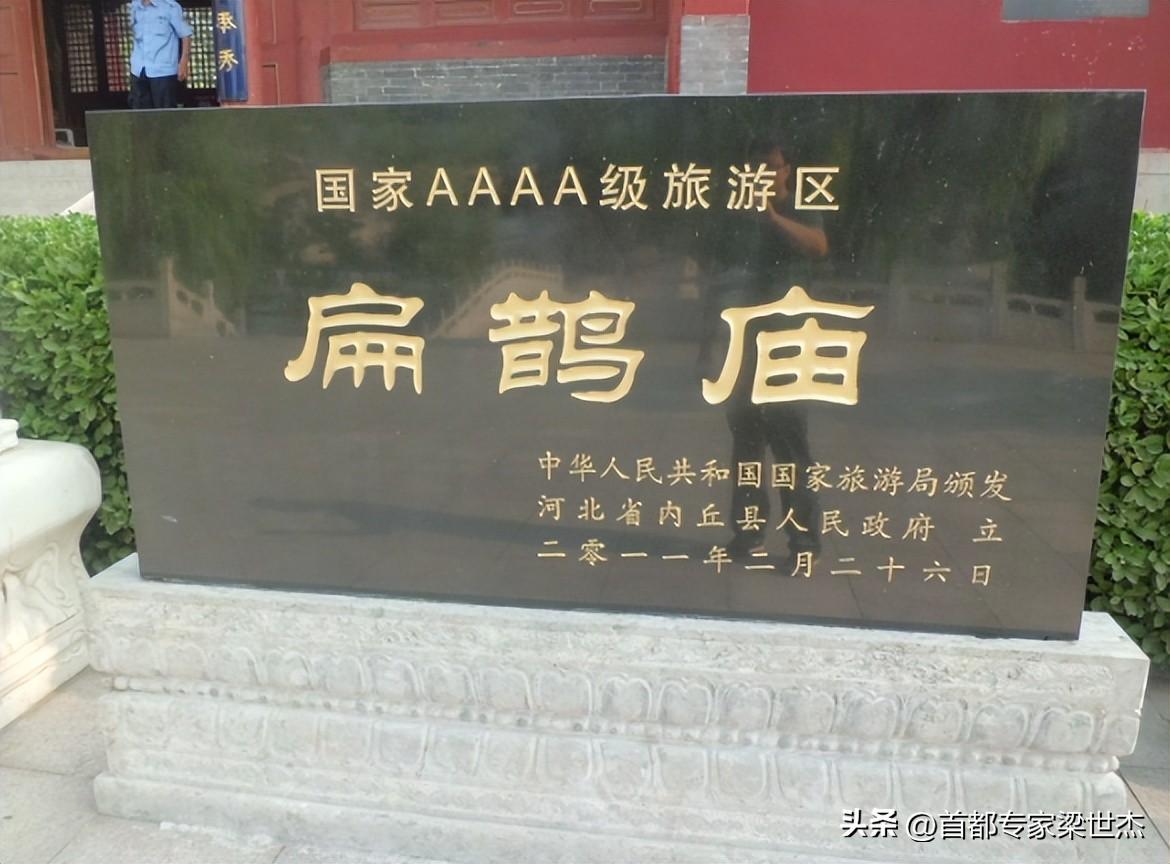 国家AAAA级旅游区
扁鹊庙
中华人民共和国国家旅游局颁发
河北省内丘县人民政府 立
二零一一年二月二十六日
头条 @首都专家梁世杰